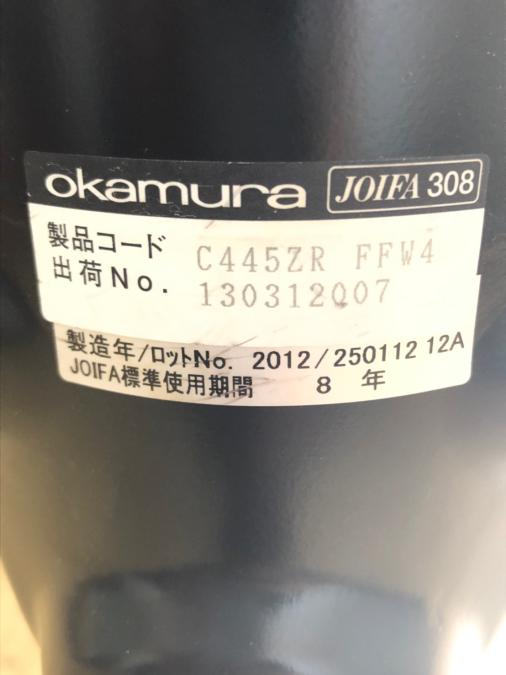 okamura JOIFA 308
製品コード C445ZR FFW4
出荷No. 130312007
製造年/ロットNo. 2012/250112 12A
JOIFA標準使用期間 8 年